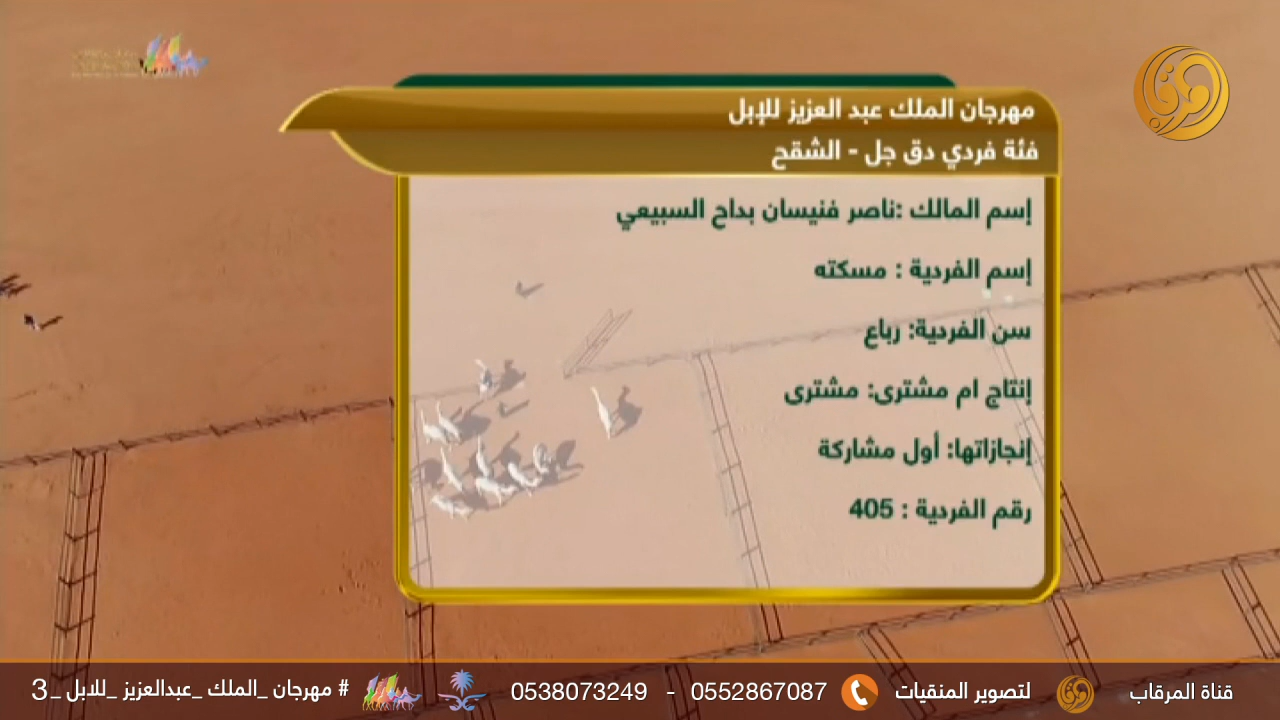 مهرجان الملك عبد العزيز للإبل
فئة فردي دق جل - الشقح
إسم المالك :ناصر فنيسان بداح السبيعي
إسم الفردية : مسكته
سن الفردية: رباع
إنتاج ام مشترى: مشترى
إنجازاتها: أول مشاركة
رقم الفردية : 405
قناة المرقاب لتصوير المنقيات 0552867087 - 0538073249 # مهرجان _الملك _عبدالعزيز _للابل _3